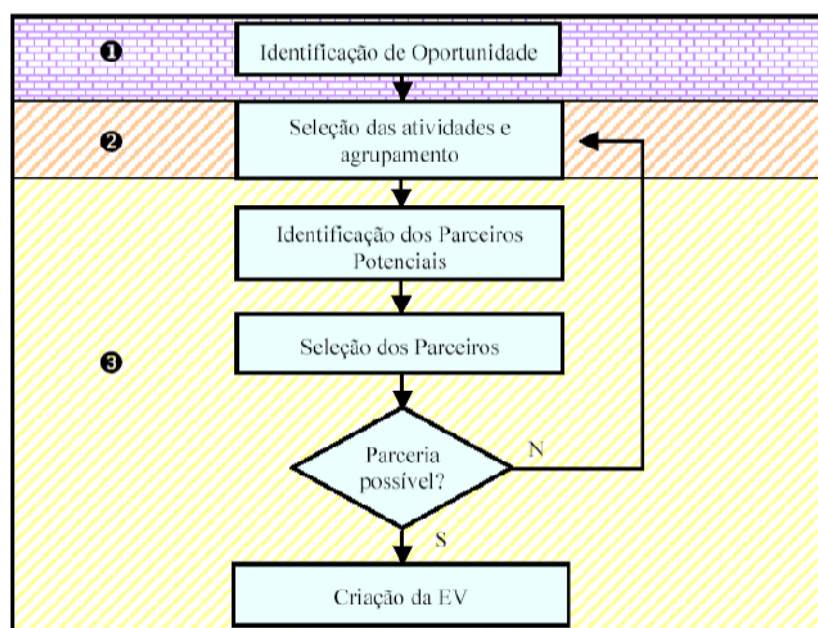 ❶
Identificação de Oportunidade
❷
Seleção das atividades e
agrupamento
Identificação dos Parceiros
Potenciais
❸
Seleção dos Parceiros
Parceria
possível?
N
S
Criação da EV